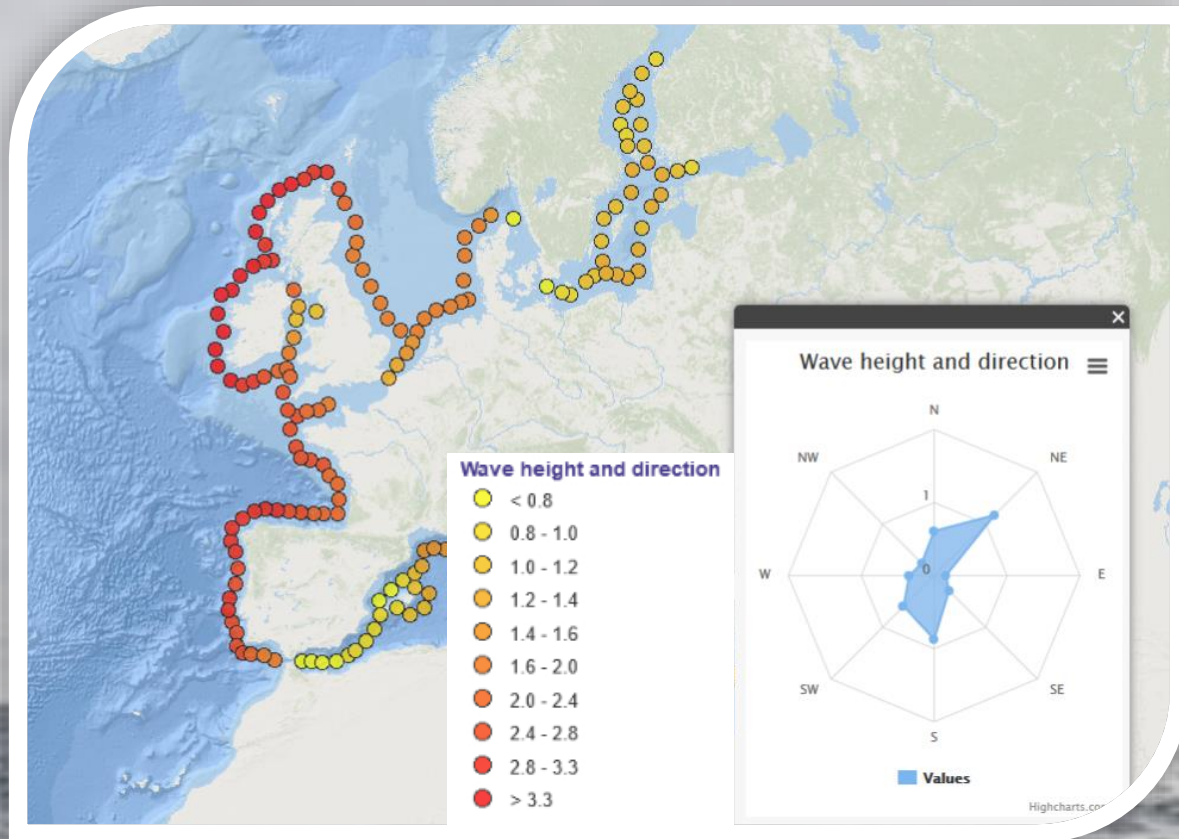 Wave height and direction
< 0.8
0.8 - 1.0
1.0 - 1.2
1.2 - 1.4
1.4 - 1.6
1.6 - 2.0
2.0 - 2.4
2.4 - 2.8
2.8 - 3.3
> 3.3
Wave height and direction
N
NW
NE
1
W
0
E
SW
SE
S
Values
Highcharts.co